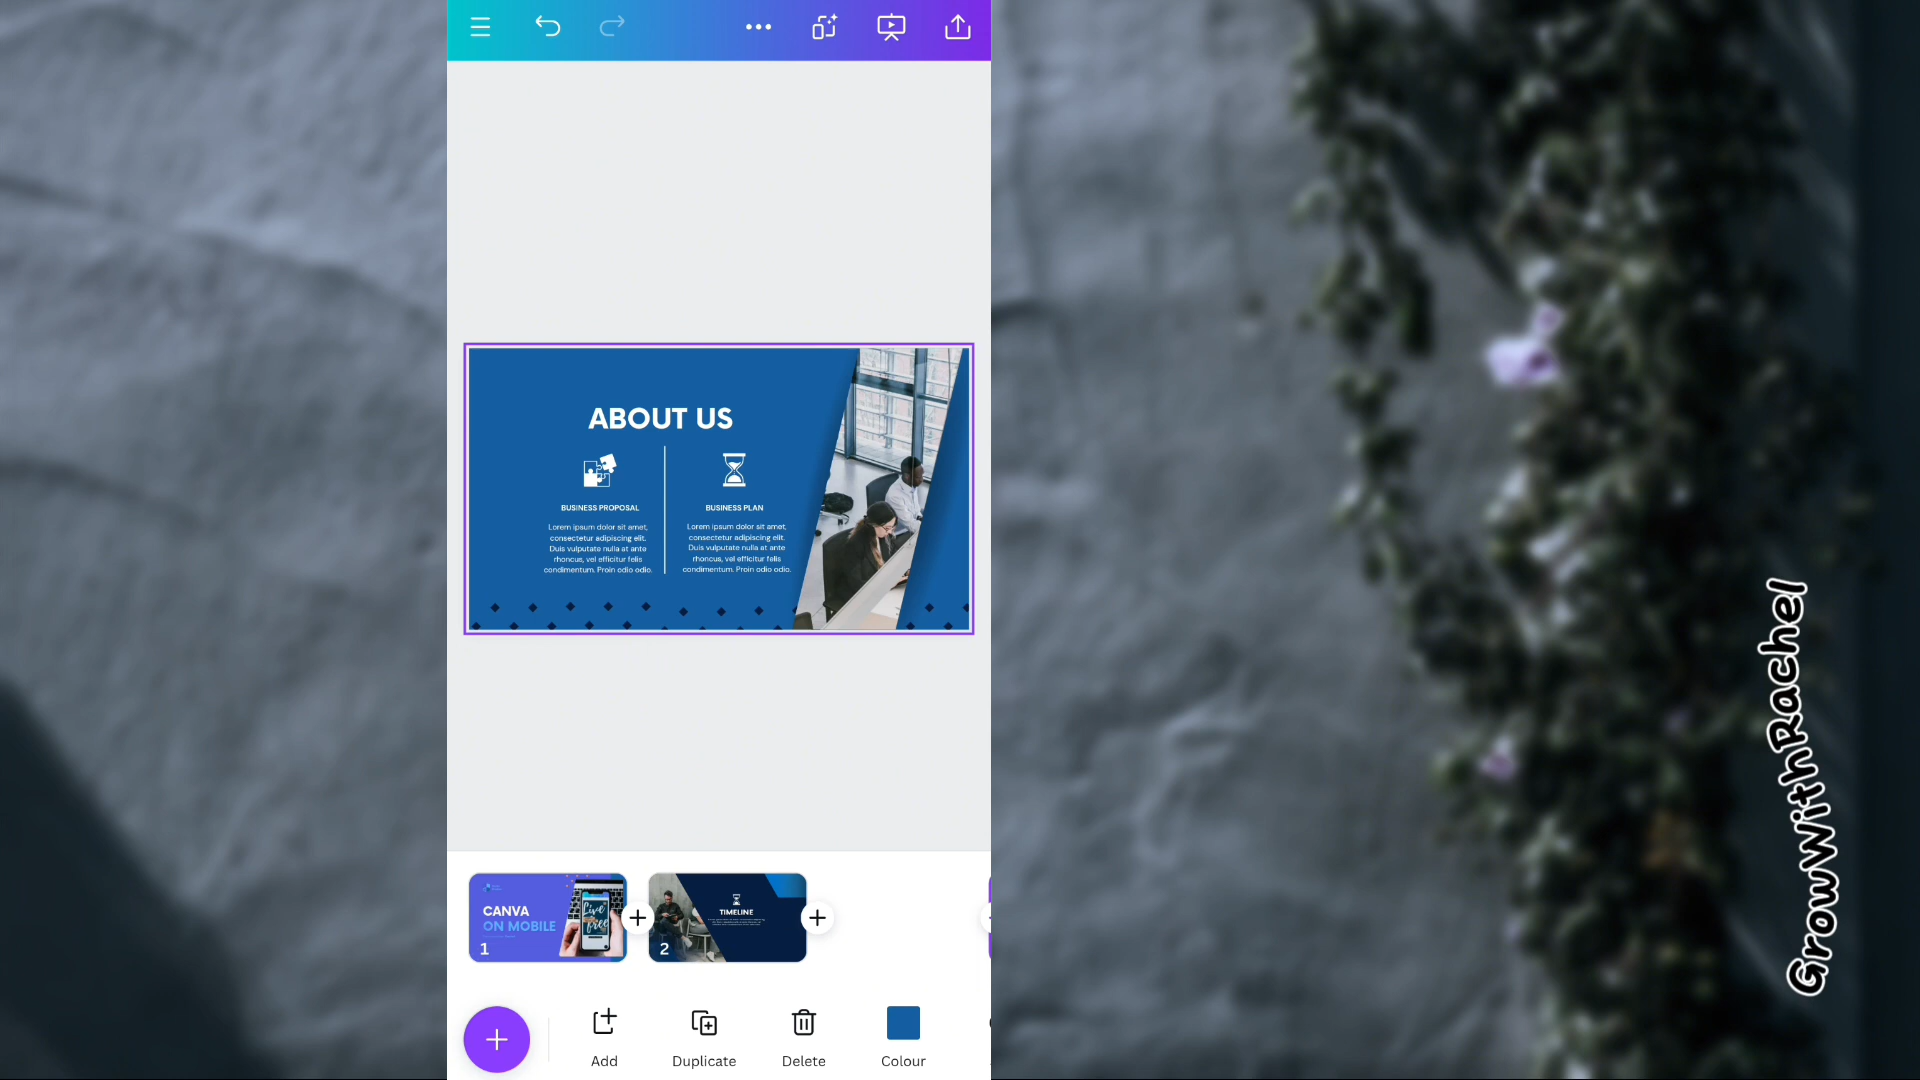 ABOUT US
BUSINESS PROPOSAL
Lorem ipsum dolor sit amet,
consectetur adipiscing elit.
Duis vulputate nulla at ante
rhoncus, vel efficitur felis
condimentum. Proin odio odio.
BUSINESS PLAN
Lorem ipsum dolor sit amet,
consectetur adipiscing elit.
Duis vulputate nulla at ante
rhoncus, vel efficitur felis
condimentum. Proin odio odio.
CANVA
ON MOBILE
Live
free
1
TIMELINE
2
Add
Duplicate
Delete
Colour
GrowWithRachel